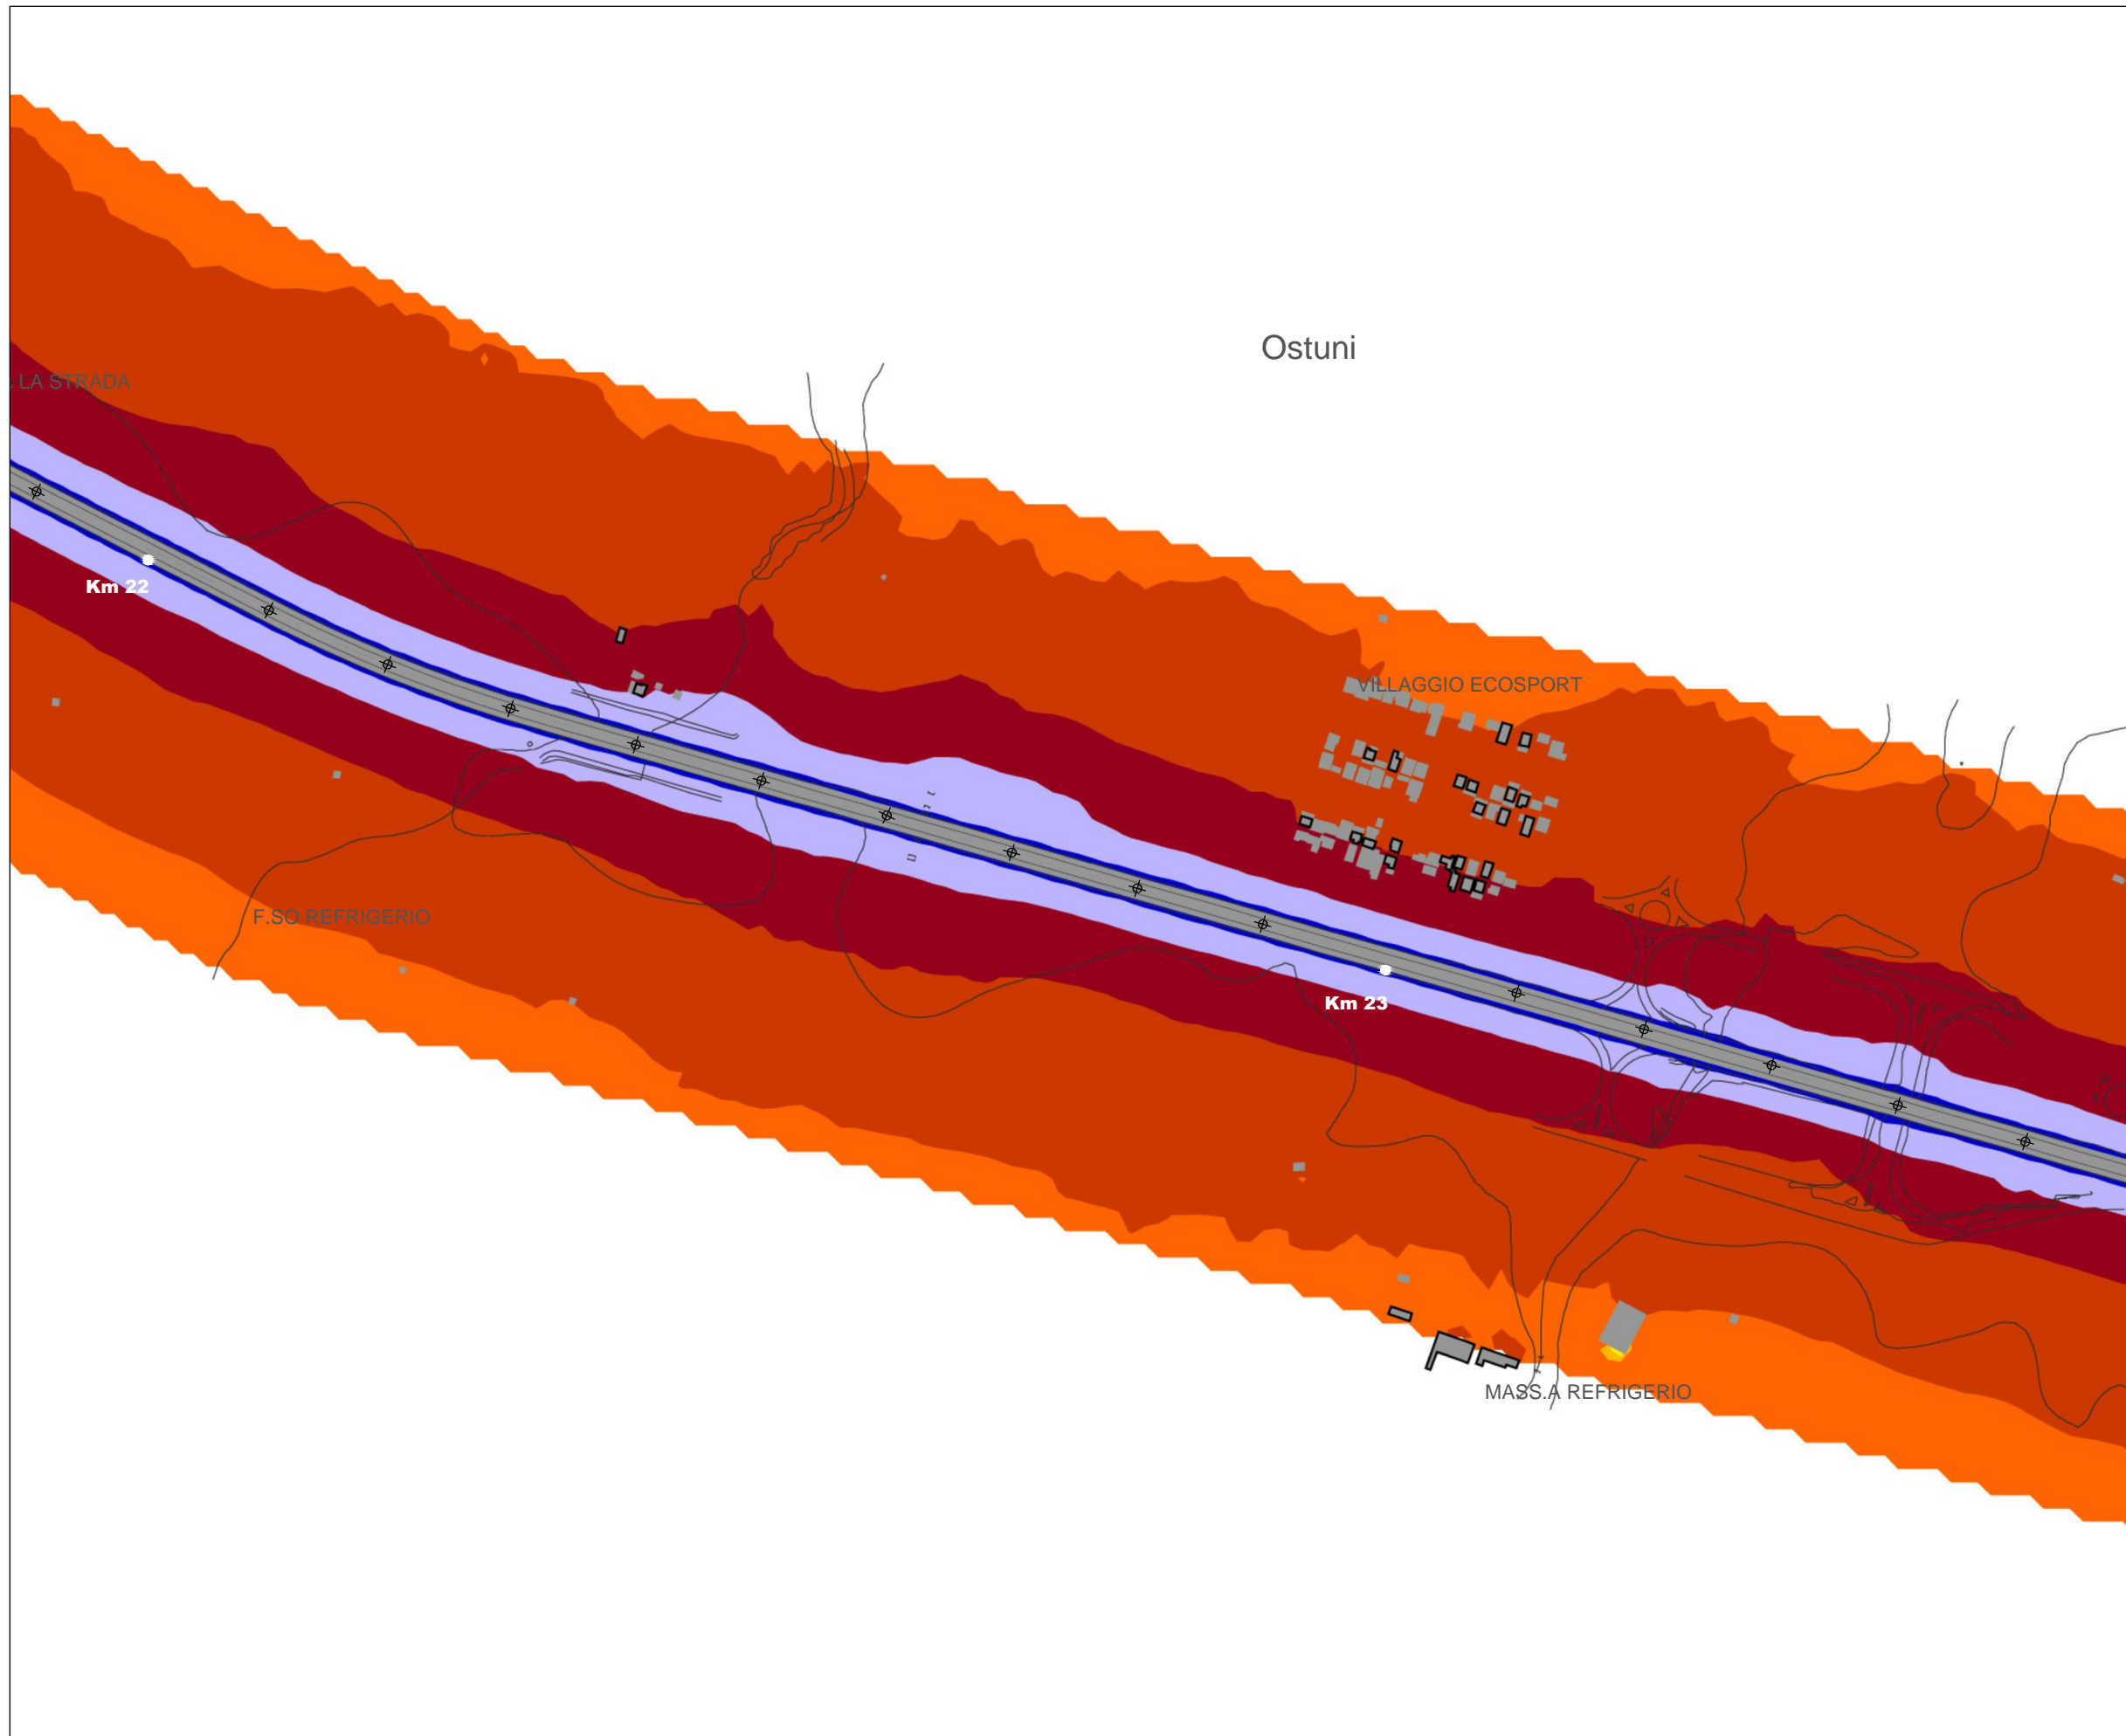 Ostuni
LA STRADA
Km 22
VILLAGGIO ECOSPORT
F.SO REFRIGERIO
Km 23
MASS.A REFRIGERIO